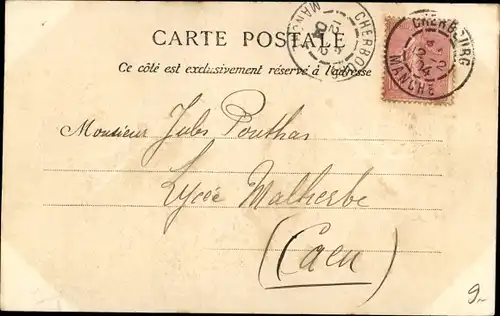 CARTE POSTALE
Ce côté est exclusivement réservé à l'adresse
CHERBOURG
MANCHE
CHERBOURG
MANCHE
Monsieur Jules Pouthas
Lycée Malherbe
(Caen)
9-